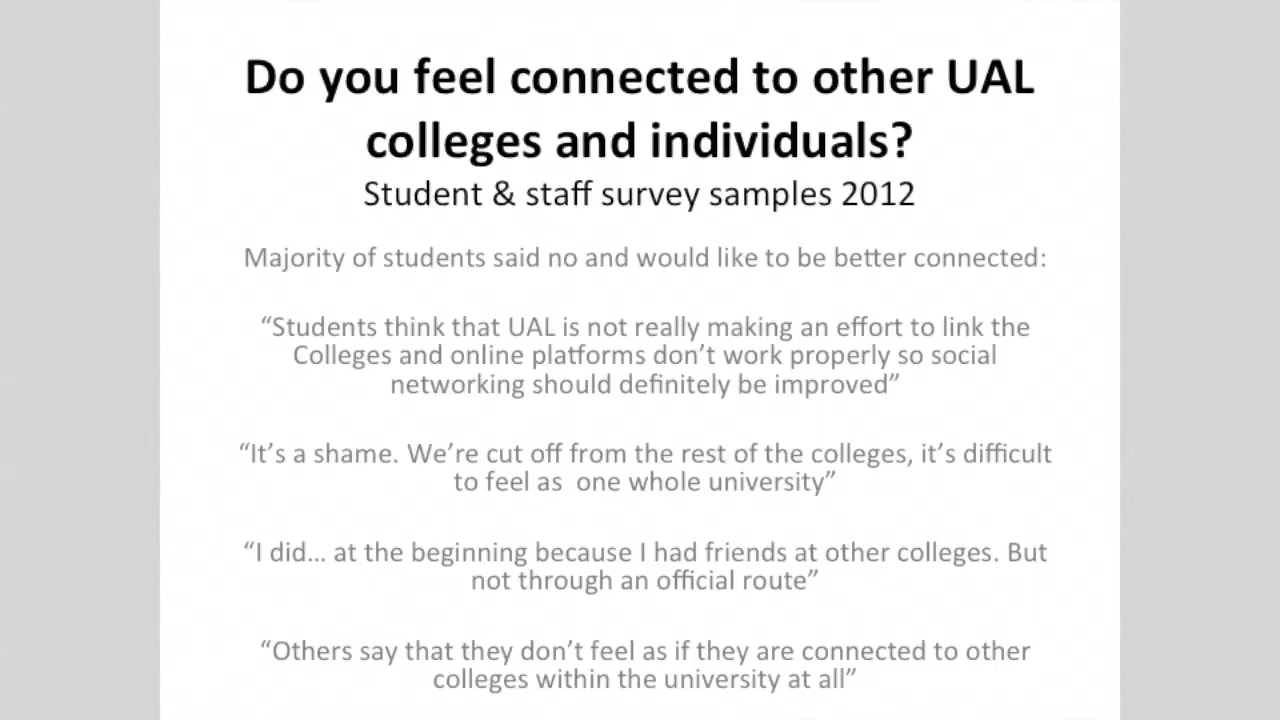 Do you feel connected to other UAL
colleges and individuals?
Student & staff survey samples 2012
Majority of students said no and would like to be better connected:
“Students think that UAL is not really making an effort to link the
Colleges and online platforms don’t work properly so social
networking should definitely be improved”
“It’s a shame. We’re cut off from the rest of the colleges, it’s difficult
to feel as  one whole university”
“I did… at the beginning because I had friends at other colleges. But
not through an official route”
“Others say that they don’t feel as if they are connected to other
colleges within the university at all”